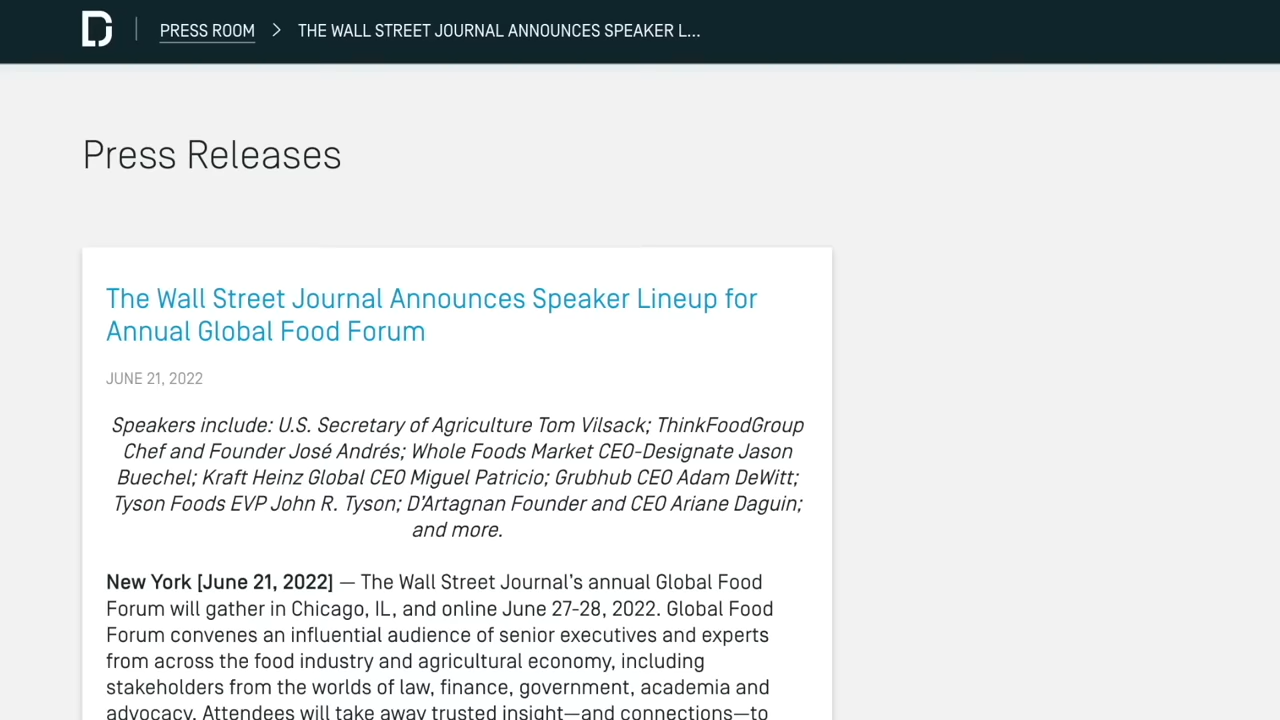 PRESS ROOM > THE WALL STREET JOURNAL ANNOUNCES SPEAKER L...
Press Releases
The Wall Street Journal Announces Speaker Lineup for
Annual Global Food Forum
JUNE 21, 2022
Speakers include: U.S. Secretary of Agriculture Tom Vilsack; ThinkFoodGroup
Chef and Founder José Andrés; Whole Foods Market CEO-Designate Jason
Buechel; Kraft Heinz Global CEO Miguel Patricio; Grubhub CEO Adam DeWitt;
Tyson Foods EVP John R. Tyson; D'Artagnan Founder and CEO Ariane Daguin;
and more.
New York [June 21, 2022] — The Wall Street Journal's annual Global Food
Forum will gather in Chicago, IL, and online June 27-28, 2022. Global Food
Forum convenes an influential audience of senior executives and experts
from across the food industry and agricultural economy, including
stakeholders from the worlds of law, finance, government, academia and
advocacy. Attendees will take away trusted insight—and connections—to